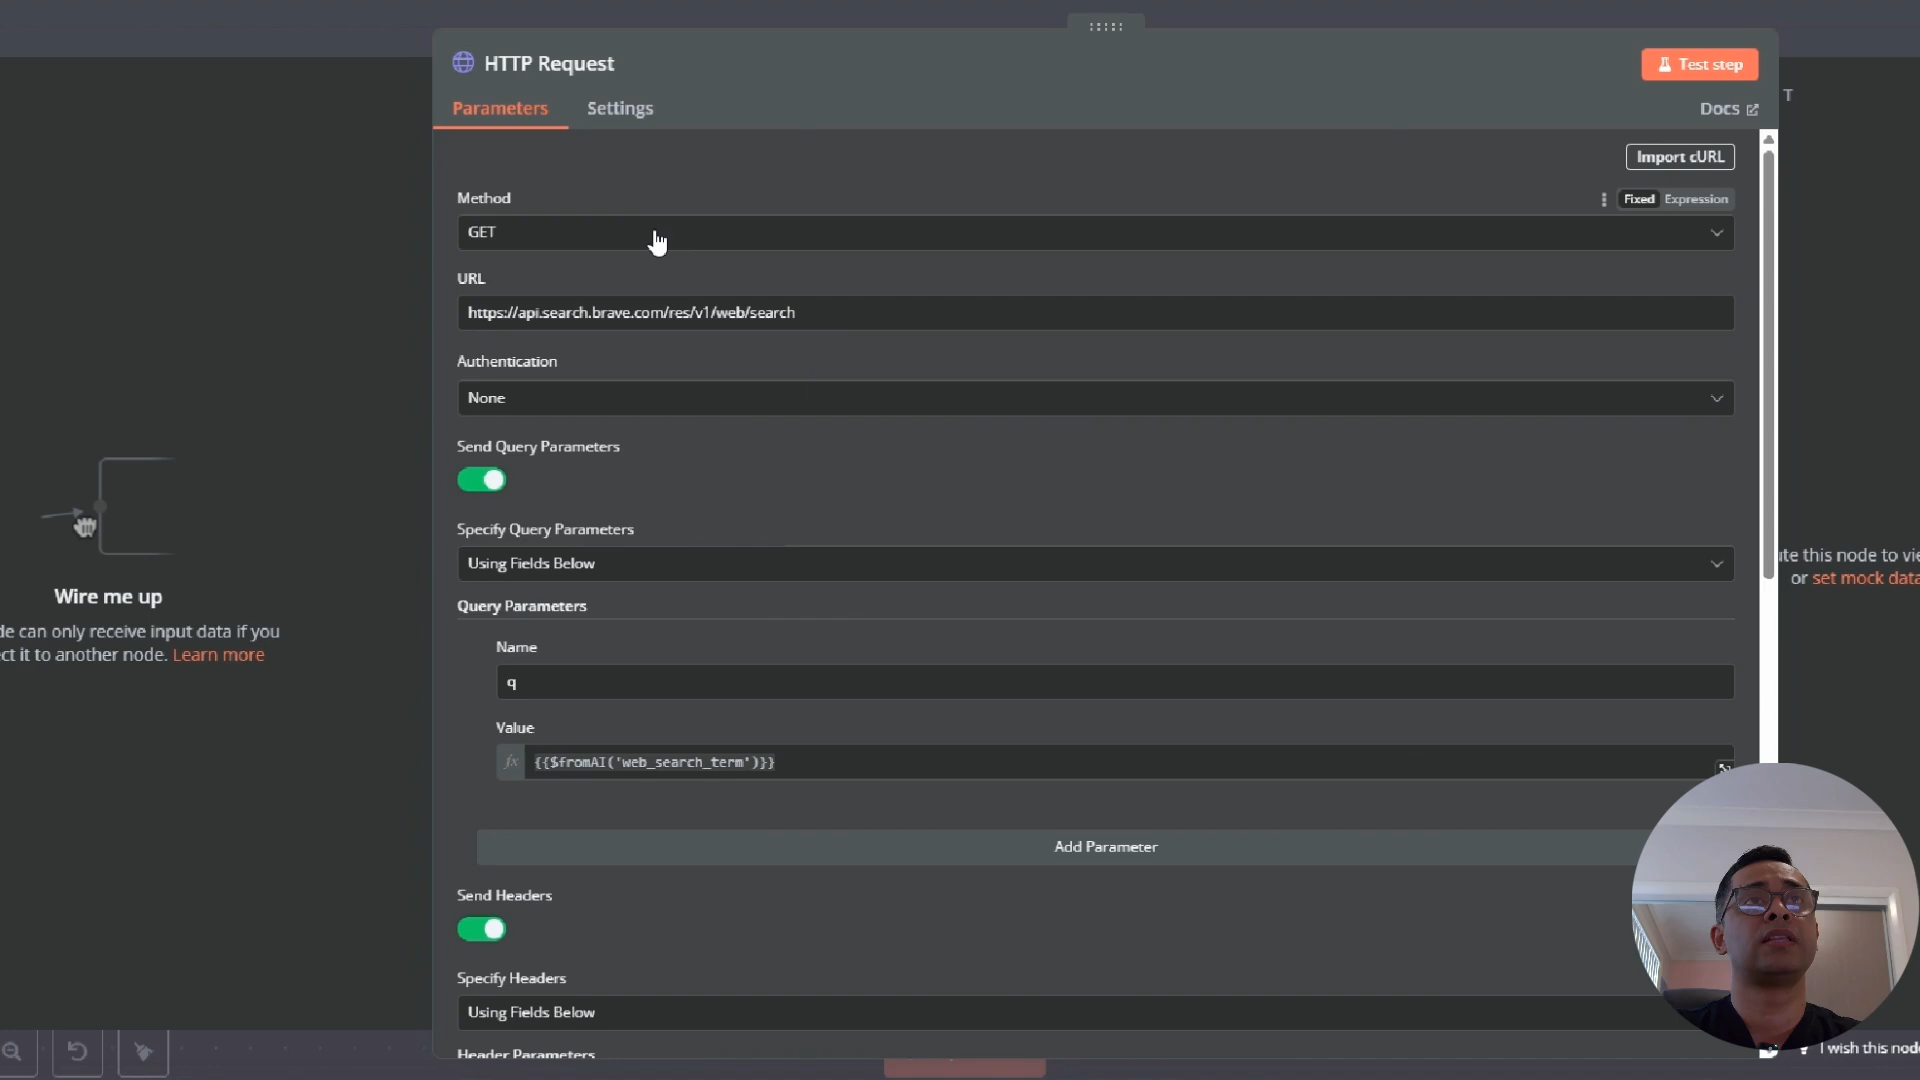 HTTP Request
Test step
Parameters
Settings
Docs
T
Import cURL
Method
Fixed
Expression
GET
URL
https://api.search.brave.com/res/v1/web/search
Authentication
None
Send Query Parameters
Specify Query Parameters
Using Fields Below
Query Parameters
Name
q
Value
fx
{{$fromAI('web_search_term')}}
Add Parameter
Send Headers
Specify Headers
Using Fields Below
Header Parameters
Wire me up
de can only receive input data if you
ct it to another node. Learn more
ute this node to vie
or set mock data
I wish this node